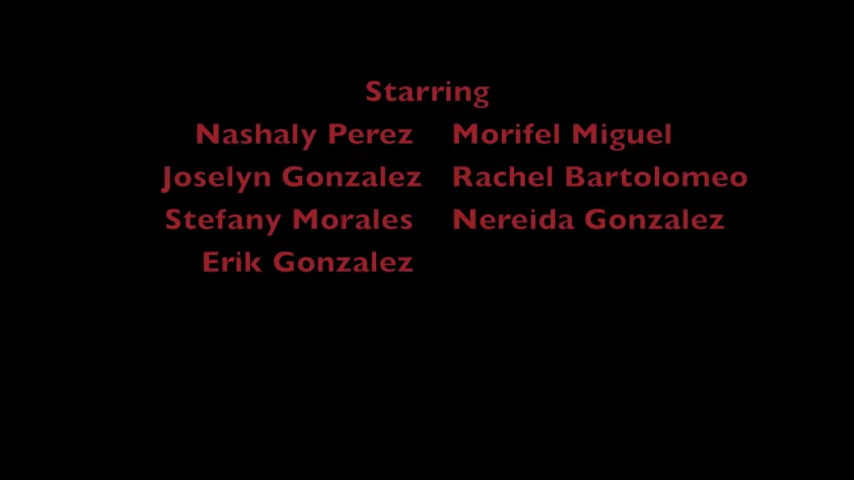 Starring
Nashaly Perez Morifel Miguel
Joselyn Gonzalez Rachel Bartolomeo
Stefany Morales Nereida Gonzalez
Erik Gonzalez